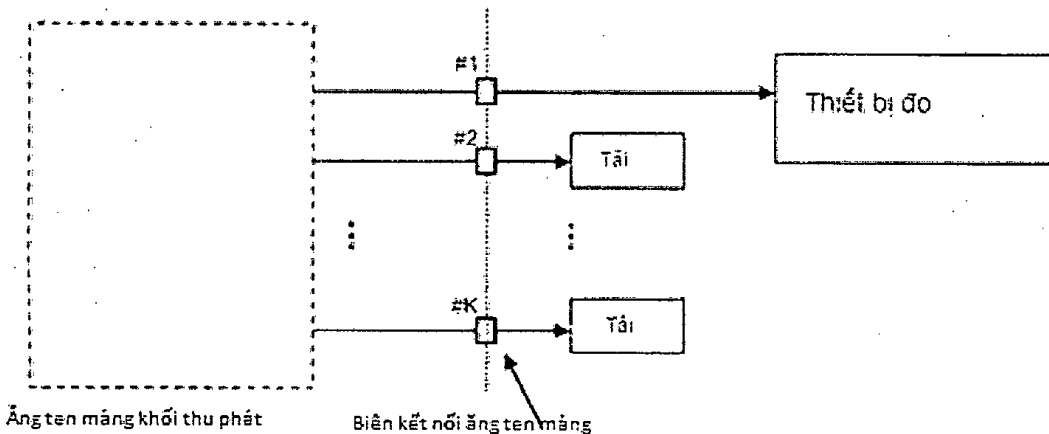 #1
Thiết bị đo
#2
Tải
#K
Tải
Ăng ten mảng khối thu phát
Biên kết nối ăng ten mảng